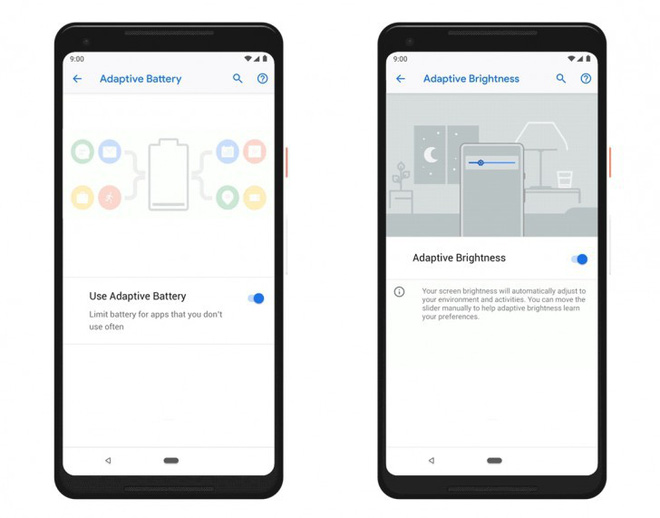 9:00
Adaptive Battery
Use Adaptive Battery
Limit battery for apps that you don't
use often
9:00
Adaptive Brightness
Adaptive Brightness
Your screen brightness will automatically adjust to
your environment and activities. You can move the
slider manually to help adaptive brightness learn
your preferences.